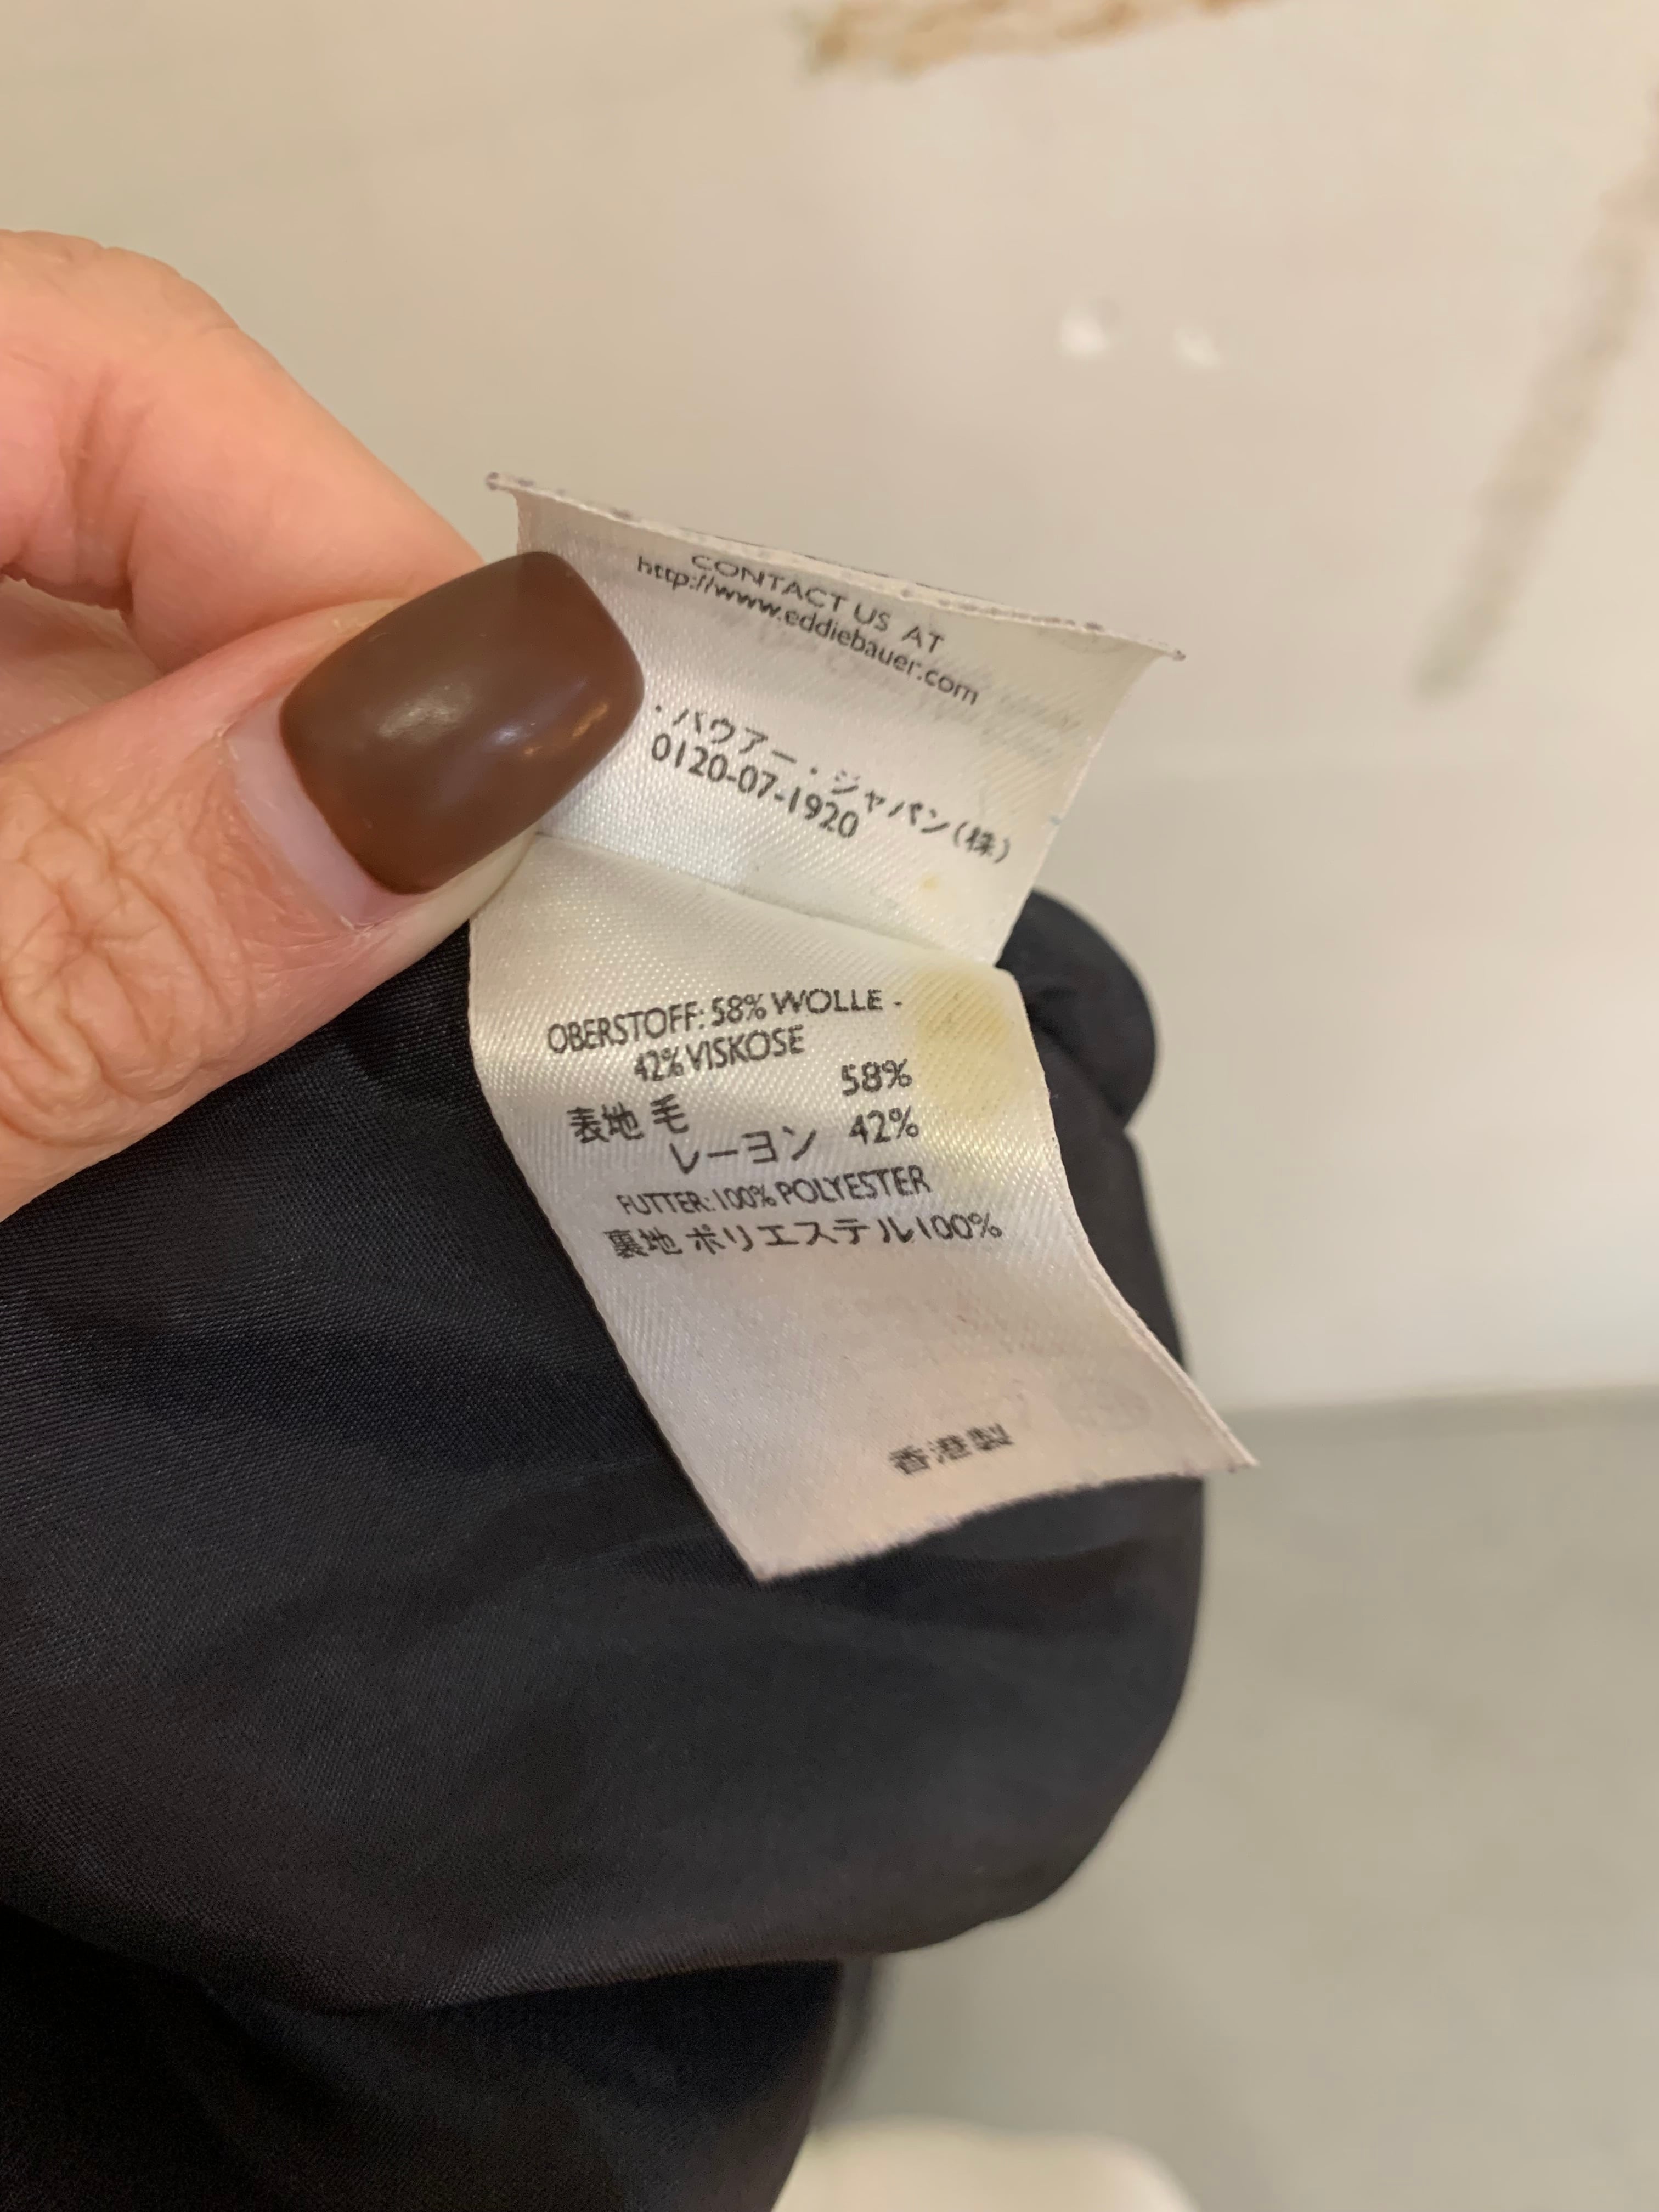 CONTACT US AT
http://www.eddiebauer.com
・バウアー・ジャパン(株)
0120-07-1920
OBERSTOFF: 58% WOLLE -
42% VISKOSE
表地 毛 58%
レーヨン 42%
FUTTER: 100% POLYESTER
裏地 ポリエステル100%
香港製